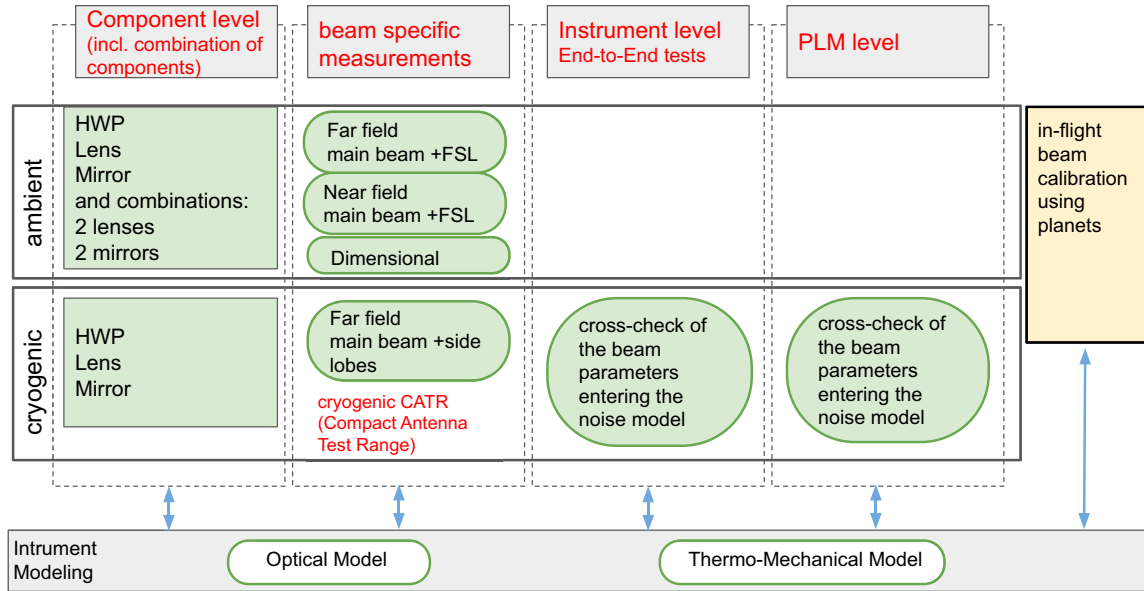 Component level
(incl. combination of
components)
beam specific
measurements
Instrument level
End-to-End tests
PLM level
ambient
HWP
Lens
Mirror
and combinations:
2 lenses
2 mirrors
Far field
main beam +FSL
Near field
main beam +FSL
Dimensional
in-flight
beam
calibration
using
planets
cryogenic
HWP
Lens
Mirror
Far field
main beam +side
lobes
cryogenic CATR
(Compact Antenna
Test Range)
cross-check of
the beam
parameters
entering the
noise model
cross-check of
the beam
parameters
entering the
noise model
Intrument
Modeling
Optical Model
Thermo-Mechanical Model